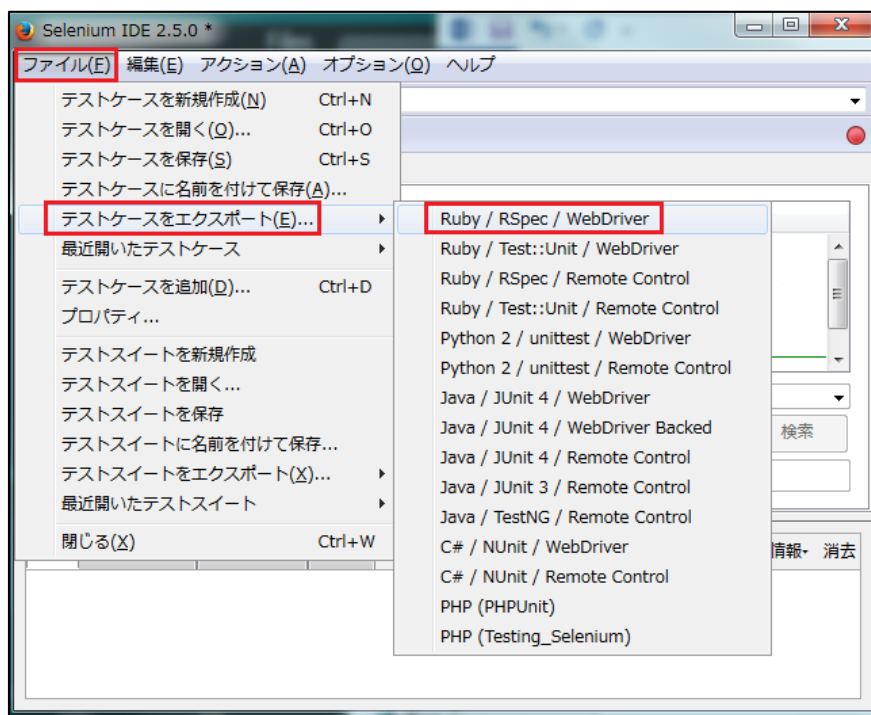 Selenium IDE 2.5.0 *
ファイル(F) 編集(E) アクション(A) オプション(O) ヘルプ
テストケースを新規作成(N) Ctrl+N
テストケースを開く(O)... Ctrl+O
テストケースを保存(S) Ctrl+S
テストケースに名前を付けて保存(A)...
テストケースをエクスポート(E)...
最近開いたテストケース
テストケースを追加(D)... Ctrl+D
プロパティ...
テストスイートを新規作成
テストスイートを開く...
テストスイートを保存
テストスイートに名前を付けて保存...
テストスイートをエクスポート(X)...
最近開いたテストスイート
閉じる(X) Ctrl+W
Ruby / RSpec / WebDriver
Ruby / Test::Unit / WebDriver
Ruby / RSpec / Remote Control
Ruby / Test::Unit / Remote Control
Python 2 / unittest / WebDriver
Python 2 / unittest / Remote Control
Java / JUnit 4 / WebDriver
Java / JUnit 4 / WebDriver Backed
Java / JUnit 4 / Remote Control
Java / JUnit 3 / Remote Control
Java / TestNG / Remote Control
C# / NUnit / WebDriver
C# / NUnit / Remote Control
PHP (PHPUnit)
PHP (Testing_Selenium)
検索
情報 消去